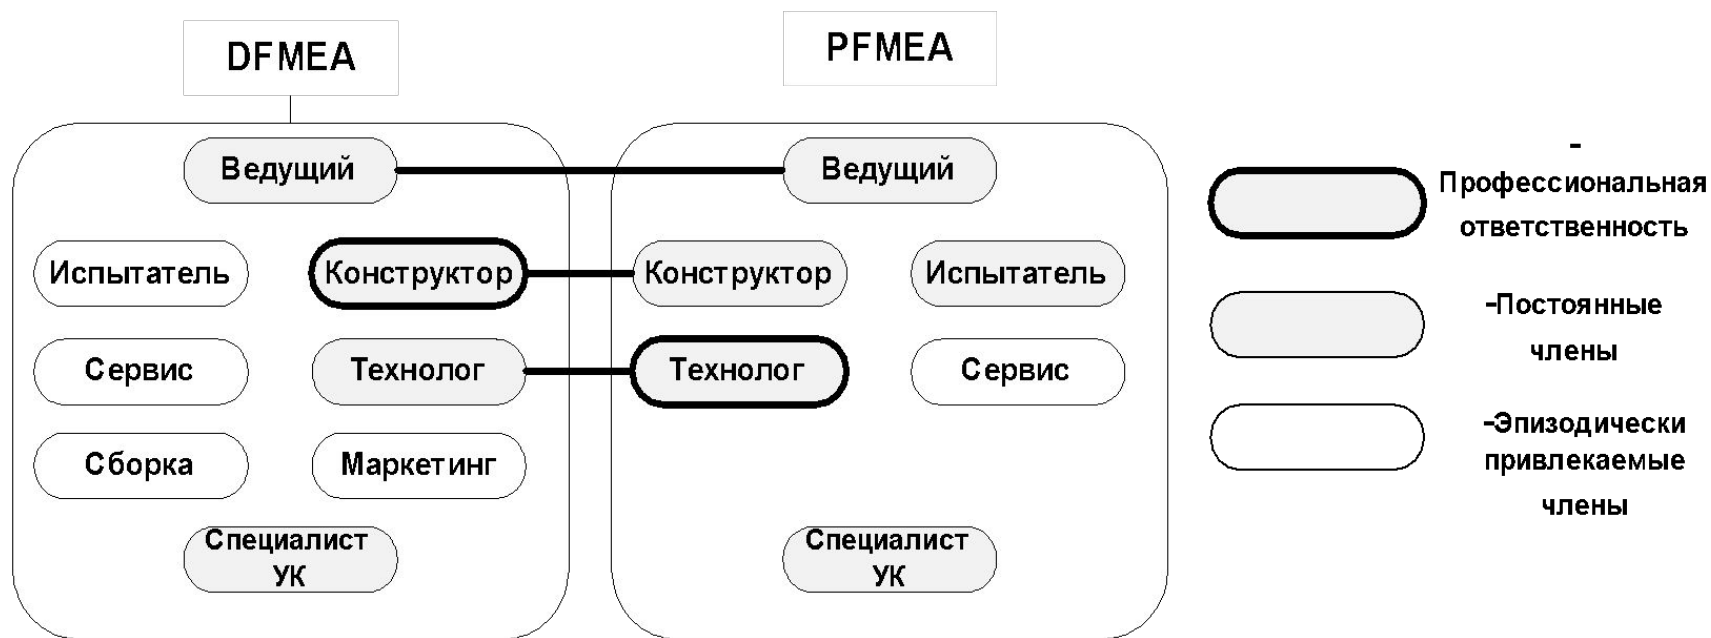 DFMEA
PFMEA
Ведущий
Ведущий
Испытатель
Конструктор
Конструктор
Испытатель
Сервис
Технолог
Технолог
Сервис
Сборка
Маркетинг
Специалист
УК
Специалист
УК
-
Профессиональная
ответственность
-Постоянные
члены
-Эпизодически
привлекаемые
члены